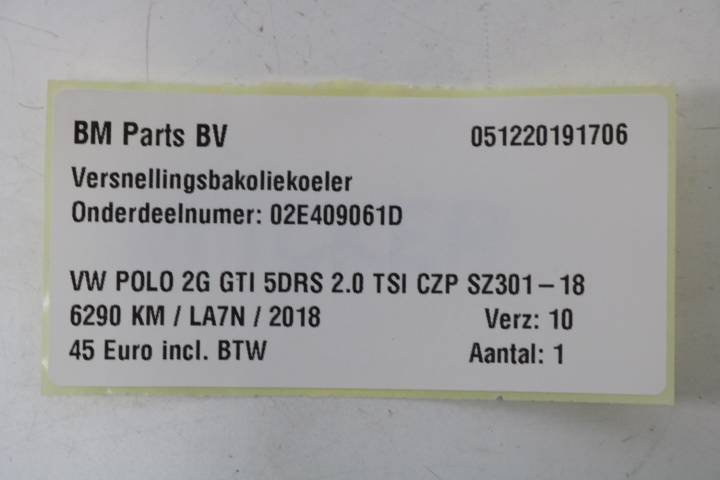 BM Parts BV 051220191706
Versnellingsbakoliekoeler
Onderdeelnumer: 02E409061D
VW POLO 2G GTI 5DRS 2.0 TSI CZP SZ301-18
6290 KM / LA7N / 2018 Verz: 10
45 Euro incl. BTW Aantal: 1